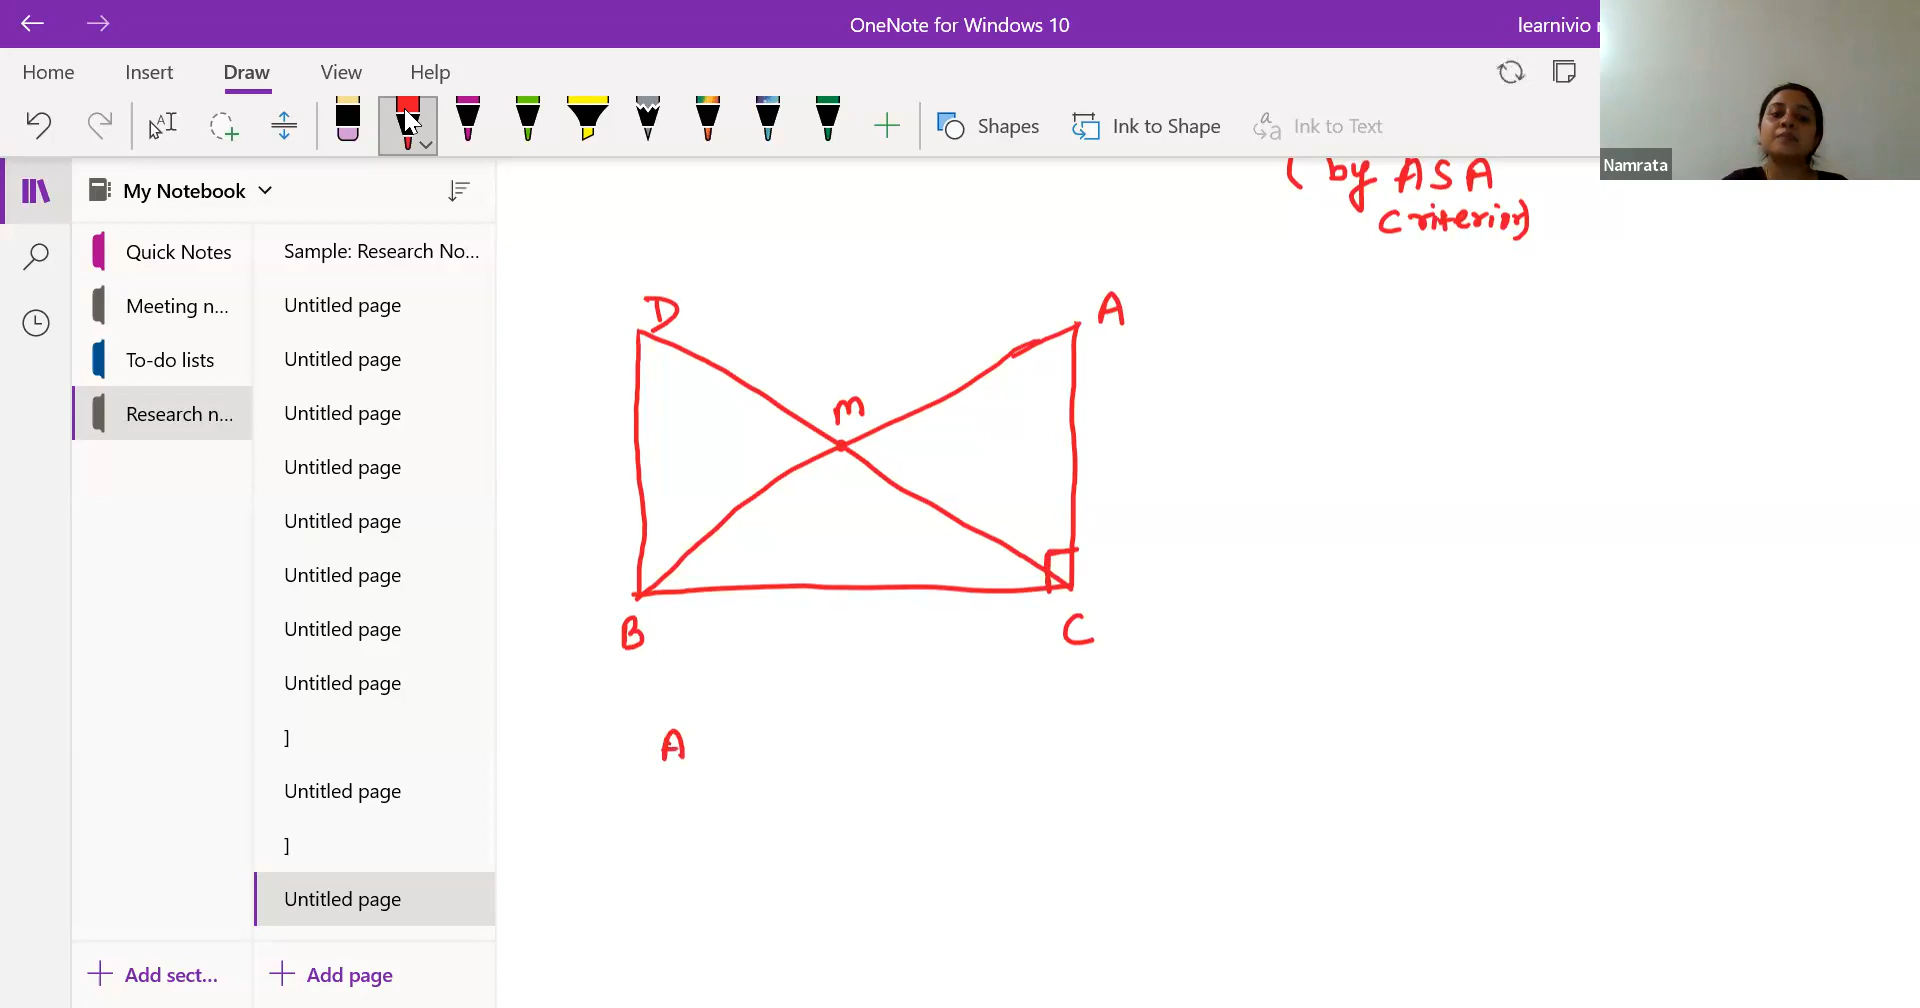 OneNote for Windows 10
learnivio
Home Insert Draw View Help
Shapes Ink to Shape Ink to Text
Namrata
My Notebook
Quick Notes
Meeting n...
To-do lists
Research n...
Sample: Research No...
Untitled page
Untitled page
Untitled page
Untitled page
Untitled page
Untitled page
Untitled page
Untitled page
]
Untitled page
]
Untitled page
Add sect...
Add page
( by ASA
criterion)
D
A
m
B
C
A